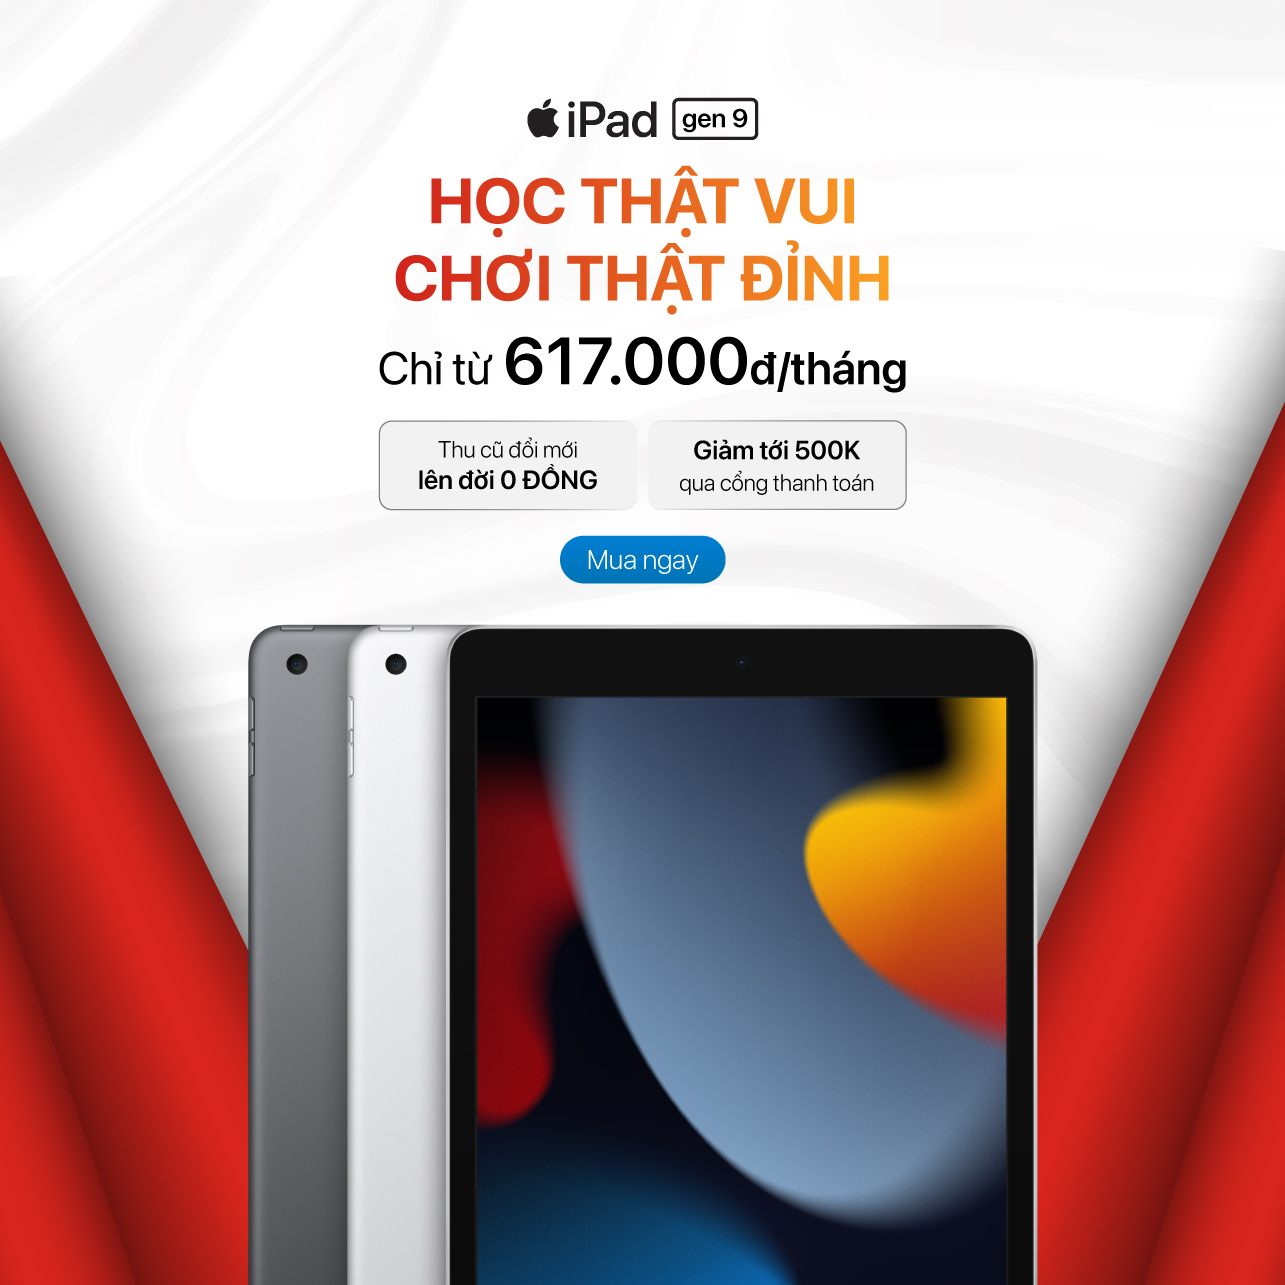 iPad gen 9
HỌC THẬT VUI
CHƠI THẬT ĐỈNH
Chỉ từ 617.000đ/tháng
Thu cũ đổi mới
lên đời 0 ĐỒNG
Giảm tới 500K
qua cổng thanh toán
Mua ngay